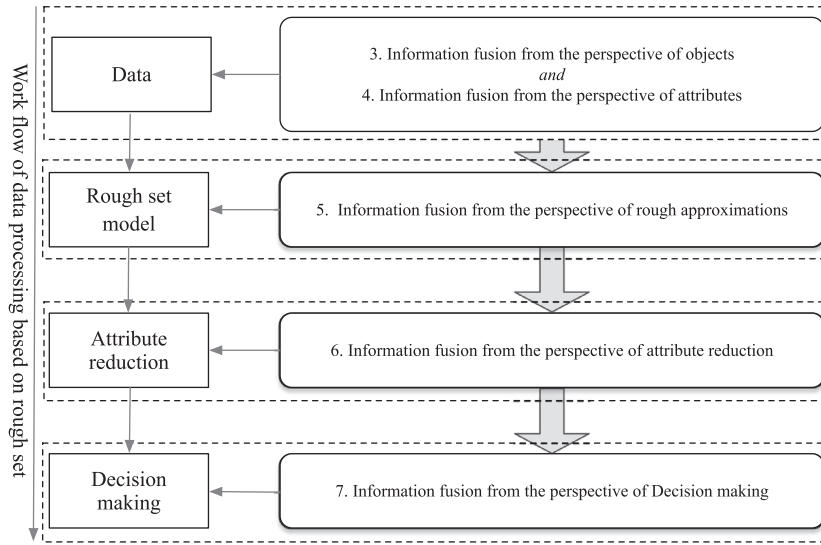 Work flow of data processing based on rough set
Data
3. Information fusion from the perspective of objects
and
4. Information fusion from the perspective of attributes
Rough set
model
5. Information fusion from the perspective of rough approximations
Attribute
reduction
6. Information fusion from the perspective of attribute reduction
Decision
making
7. Information fusion from the perspective of Decision making